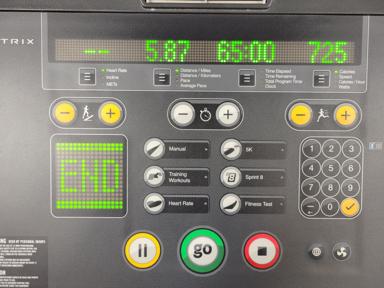 TRIX
-- 5.87 65:00 725
Heart Rate
Incline
METs
Distance / Miles
Distance / Kilometers
Pace
Average Pace
Time Elapsed
Time Remaining
Total Program Time
Clock
Calories
Speed
Calories / Hour
Watts
END
Manual
5K
Training
Workouts
Sprint 8
Heart Rate
Fitness Test
1 2 3
4 5 6
7 8 9
0
go